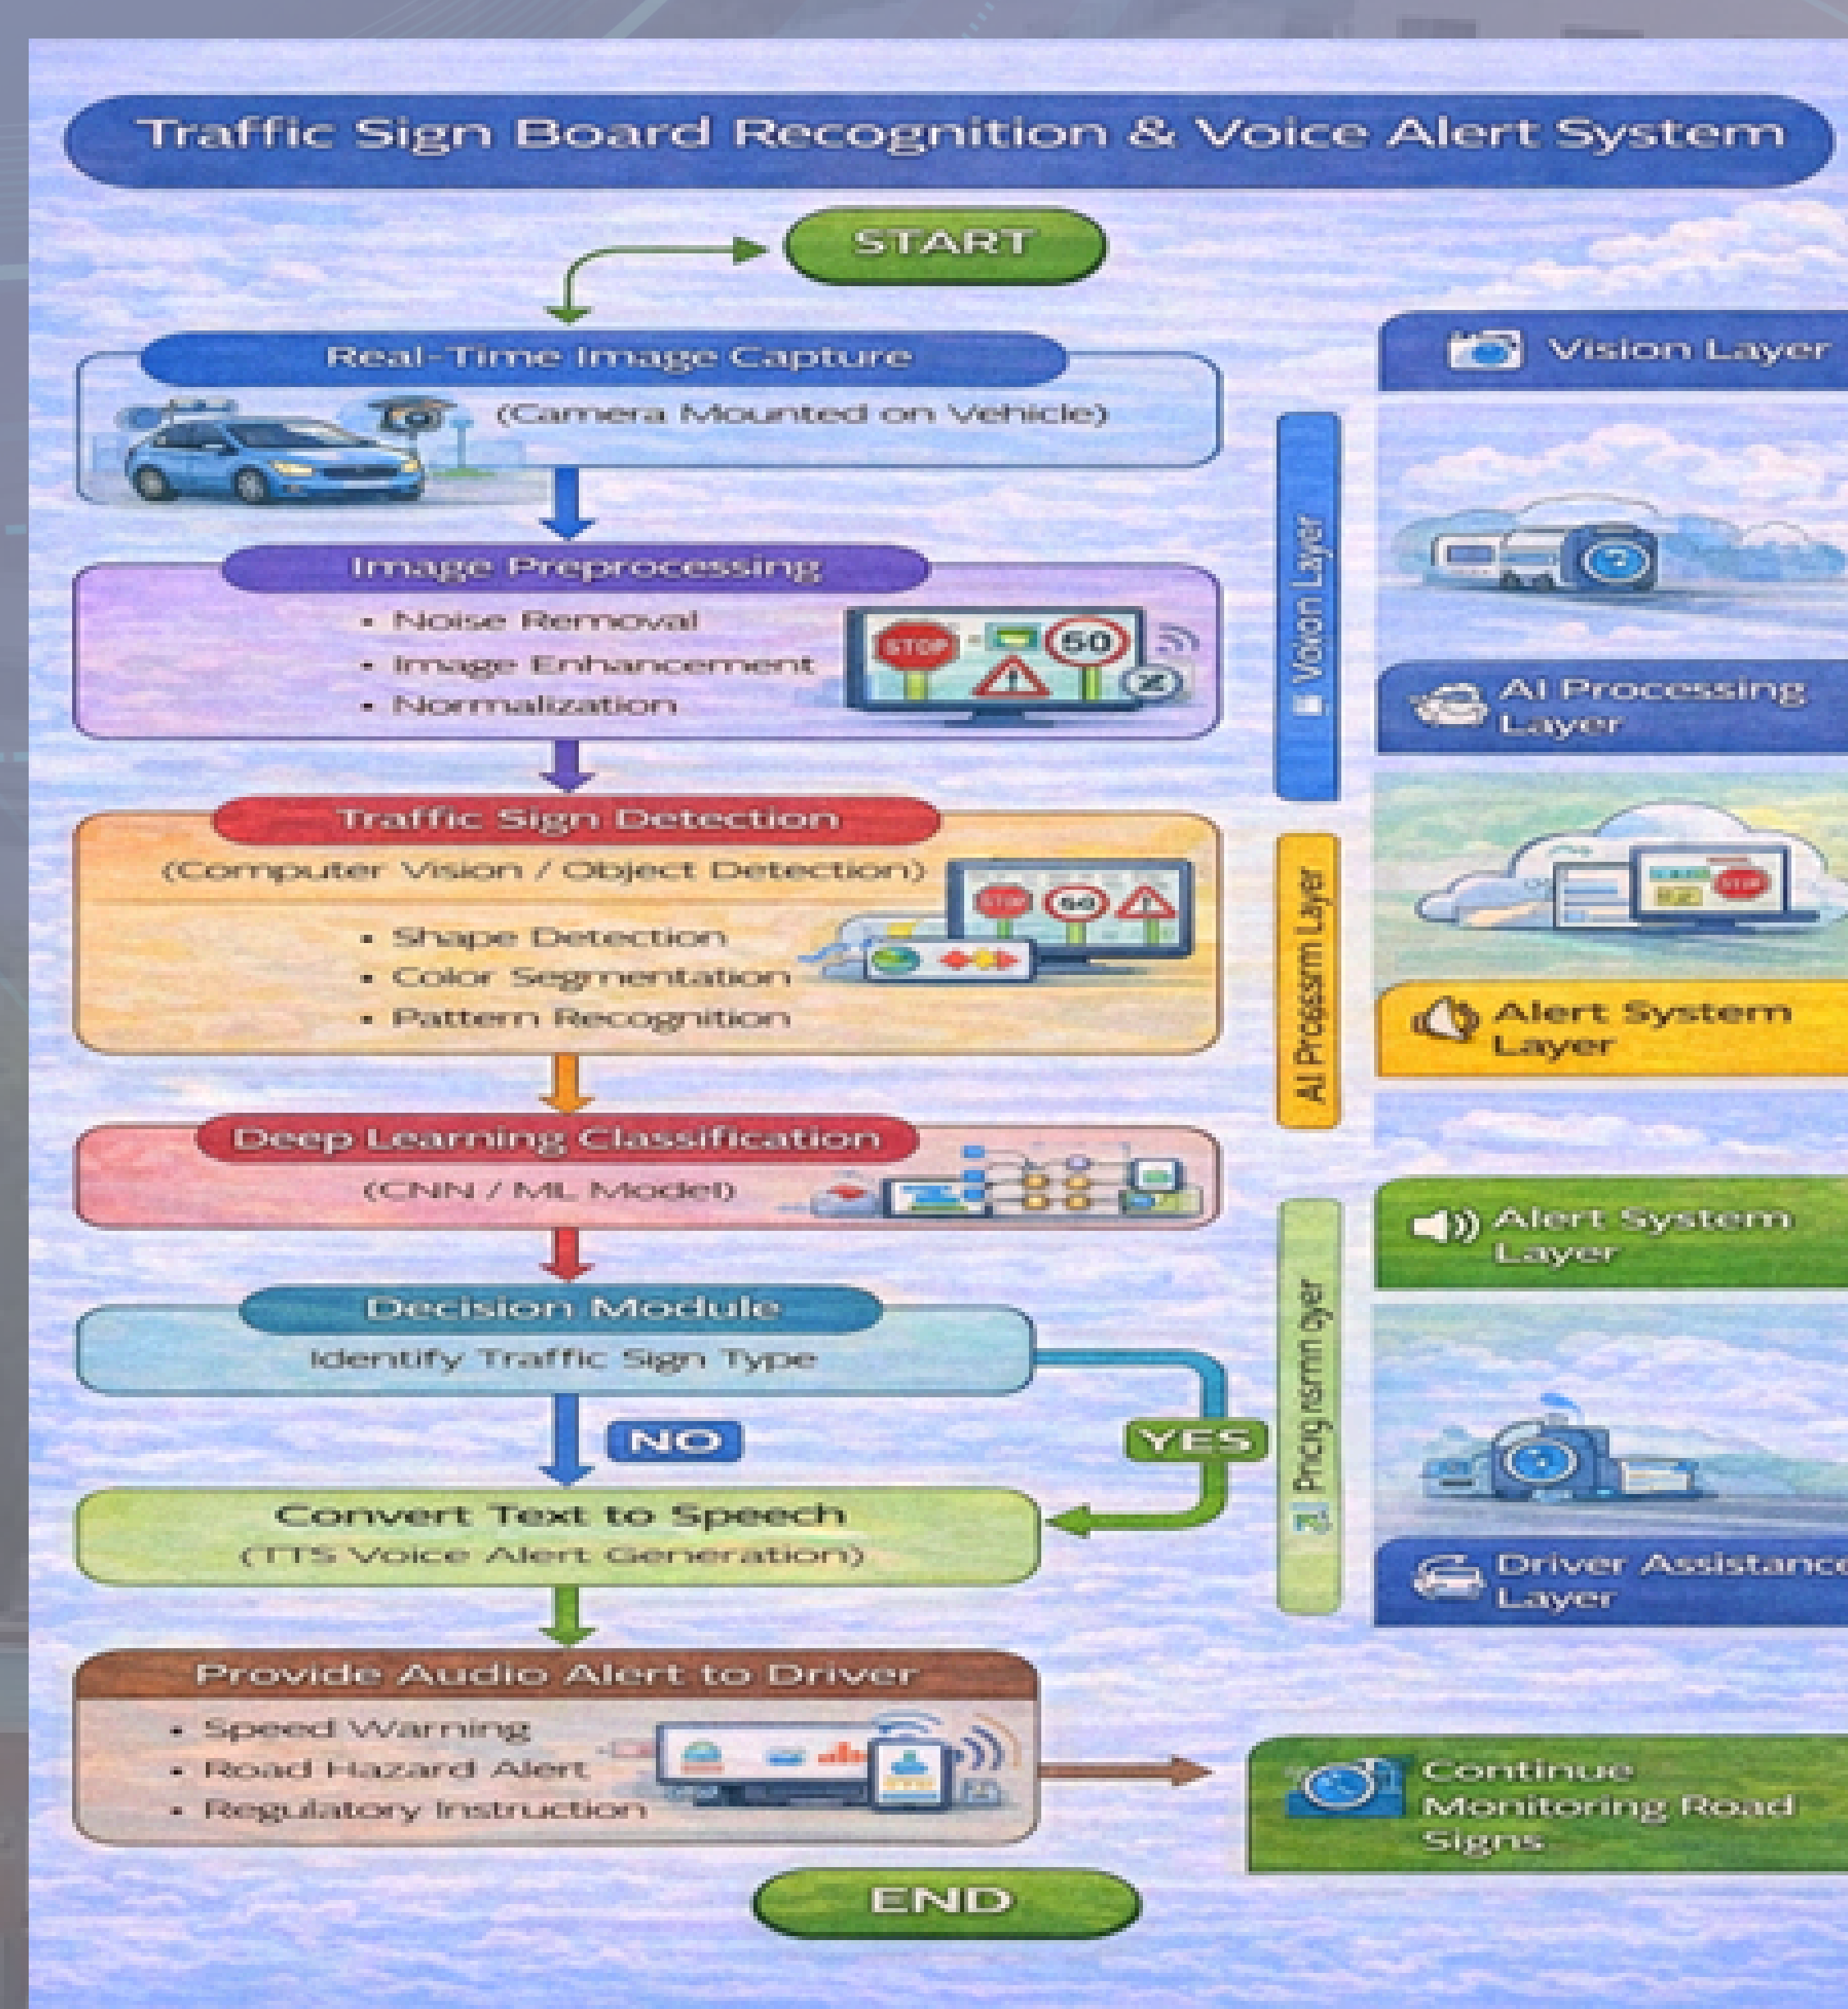 Traffic Sign Board Recognition & Voice Alert System
START
Real-Time Image Capture
(Camera Mounted on Vehicle)
Image Preprocessing
• Noise Removal
• Image Enhancement
• Normalization
STOP
50
Traffic Sign Detection
(Computer Vision / Object Detection)
• Shape Detection
• Color Segmentation
• Pattern Recognition
STOP
60
Deep Learning Classification
(CNN / ML Model)
Decision Module
Identify Traffic Sign Type
NO
YES
Convert Text to Speech
(TTS Voice Alert Generation)
Provide Audio Alert to Driver
• Speed Warning
• Road Hazard Alert
• Regulatory Instruction
END
Layer
AI
Layer
Vision Layer
AI Processing
Layer
STOP
Alert System
Layer
Alert System
Layer
Driver Assistance
Layer
Continue
Monitoring Road
Signs